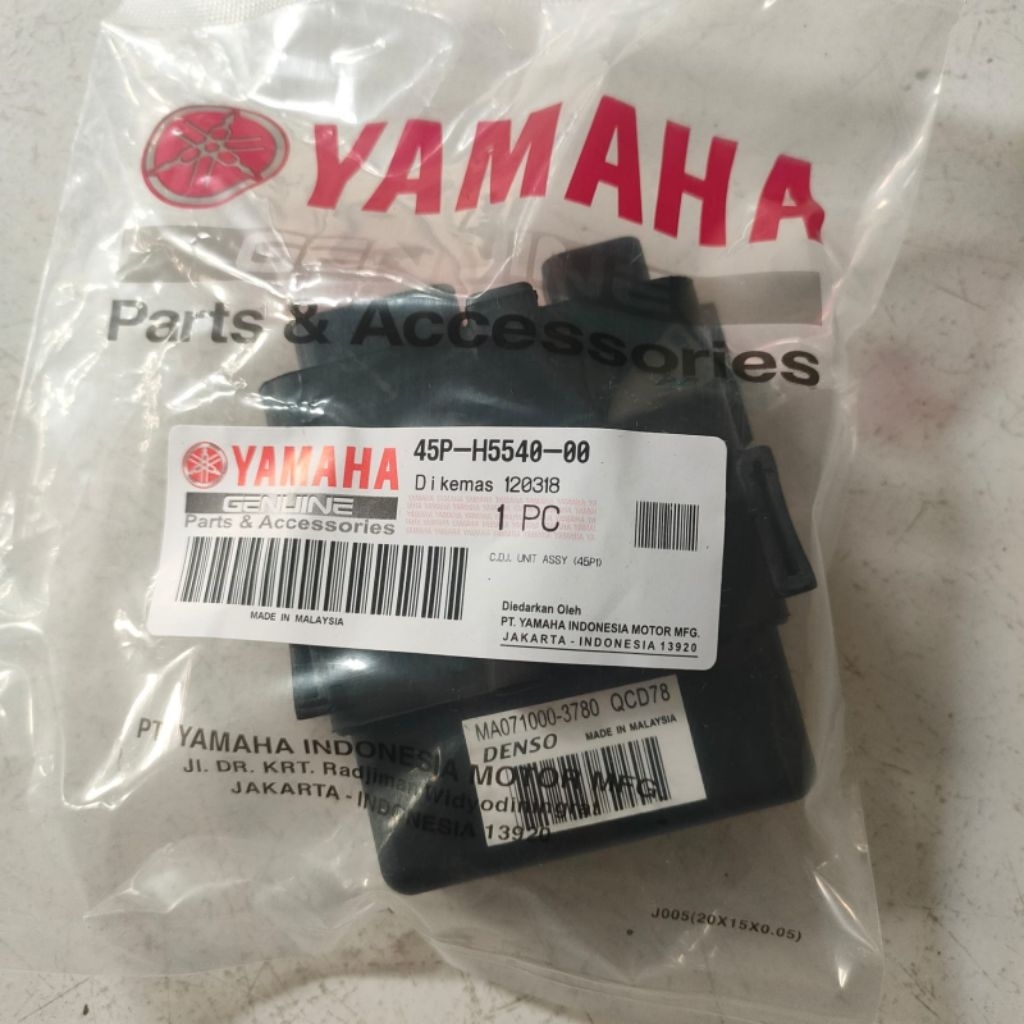 YAMAHA
GENUINE
Parts & Accessories
YAMAHA
GENUINE
Parts & Accessories
45P-H5540-00
Dikemas 120318
1 PC
C.D.I. UNIT ASSY (45P1)
MADE IN MALAYSIA
Diedarkan Oleh
PT. YAMAHA INDONESIA MOTOR MFG.
JAKARTA - INDONESIA 13920
MA071000-3780 QCD78
DENSO MADE IN MALAYSIA
PT. YAMAHA INDONESIA MOTOR MFG.
Jl. DR. KRT. Radjiman Widyodiningrat
JAKARTA - INDONESIA 13920
J005(20X15X0.05)